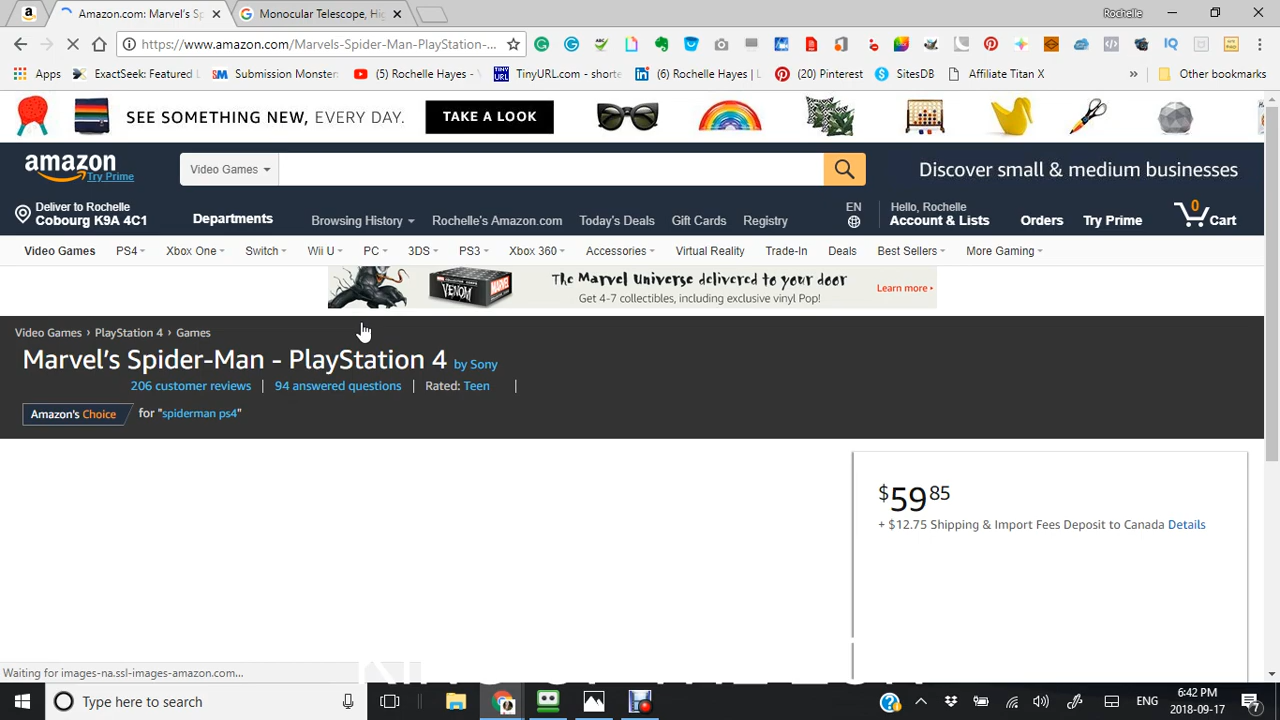 Amazon.com: Marvel's Sp
Monocular Telescope, Hig
Rochelle
https://www.amazon.com/Marvels-Spider-Man-PlayStation-...
Apps
ExactSeek: Featured L
Submission Monster:
(5) Rochelle Hayes - Y
TinyURL.com - shorte
(6) Rochelle Hayes | L
(20) Pinterest
SitesDB
Affiliate Titan X
»
Other bookmarks
SEE SOMETHING NEW, EVERY DAY.
TAKE A LOOK
amazon
Try Prime
Video Games
Discover small & medium businesses
Deliver to Rochelle
Cobourg K9A 4C1
Departments
Browsing History
Rochelle's Amazon.com
Today's Deals
Gift Cards
Registry
EN
Hello, Rochelle
Account & Lists
Orders
Try Prime
0
Cart
Video Games
PS4
Xbox One
Switch
Wii U
PC
3DS
PS3
Xbox 360
Accessories
Virtual Reality
Trade-In
Deals
Best Sellers
More Gaming
VENOM
MARVEL
The Marvel Universe delivered to your door
Get 4-7 collectibles, including exclusive vinyl Pop!
Learn more ›
Video Games › PlayStation 4 › Games
Marvel's Spider-Man - PlayStation 4 by Sony
206 customer reviews | 94 answered questions | Rated: Teen |
Amazon's Choice for "spiderman ps4"
$59 85
+ $12.75 Shipping & Import Fees Deposit to Canada Details
Waiting for images-na.ssl-images-amazon.com...
Type here to search
ENG
6:42 PM
2018-09-17
7